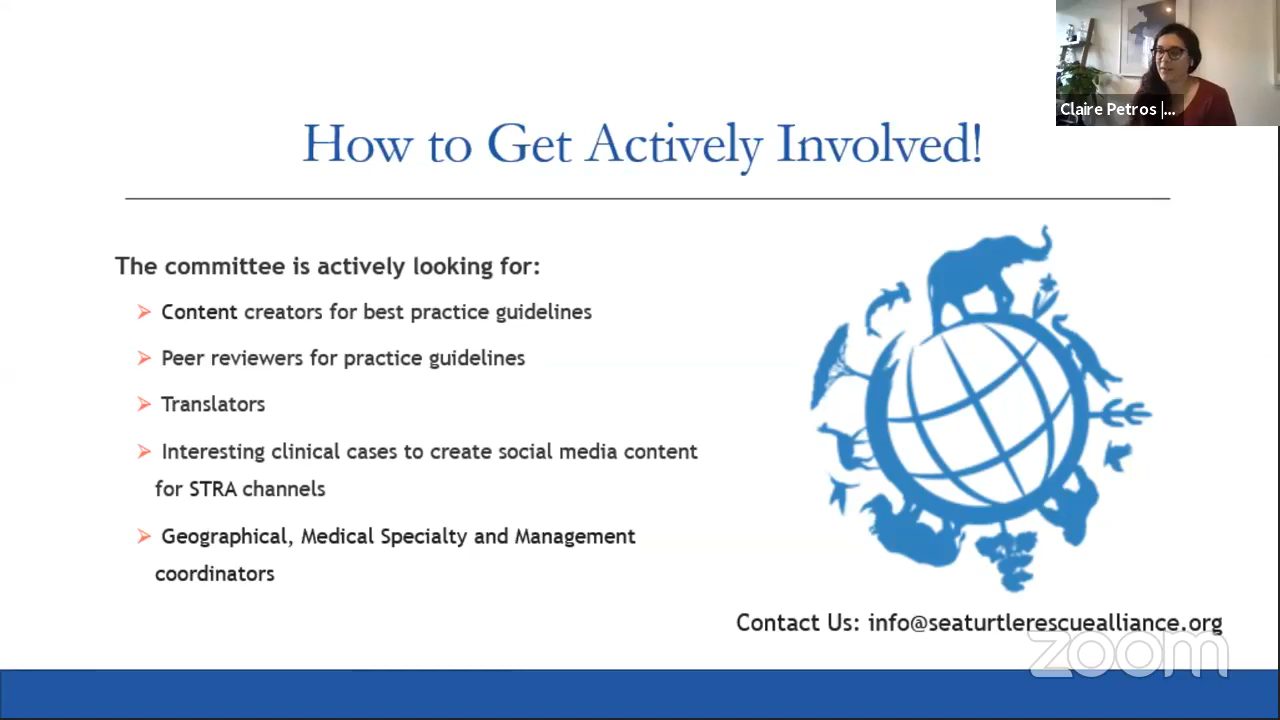 Claire Petros |...
How to Get Actively Involved!
The committee is actively looking for:
Content creators for best practice guidelines
Peer reviewers for practice guidelines
Translators
Interesting clinical cases to create social media content
for STRA channels
Geographical, Medical Specialty and Management
coordinators
Contact Us: info@seaturtlerescuealliance.org
zoom